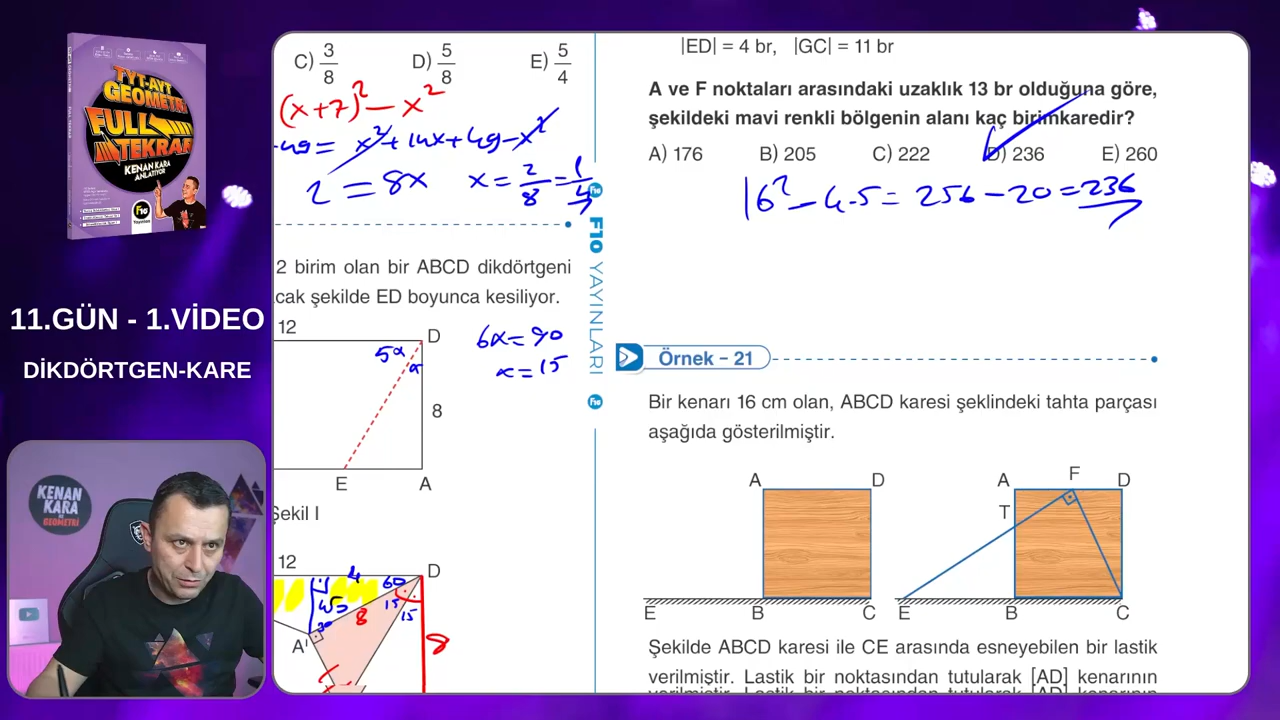 TYT-AYT
GEOMETRİ
FULL
TEKRAR
KENAN KARA
ANLATIYOR
F10
11.GÜN - 1.VİDEO
DİKDÖRTGEN-KARE
KENAN
KARA
GEOMETRİ
C) 3/8 D) 5/8 E) 5/4
(x+7)² − x²
49 = x² + 14x + 49 − x²
2 = 8x x = 2/8 = 1/4
2 birim olan bir ABCD dikdörtgeni
cak şekilde ED boyunca kesiliyor.
12 D
5α α
6α = 90
α = 15
8
E A
Şekil I
12 4 60 D
15
15
8
30
A'
8
F10 YAYINLARI
|ED| = 4 br, |GC| = 11 br
A ve F noktaları arasındaki uzaklık 13 br olduğuna göre,
şekildeki mavi renkli bölgenin alanı kaç birimkaredir?
A) 176 B) 205 C) 222 D) 236 E) 260
16² − 4.5 = 256 − 20 = 236
Örnek – 21
Bir kenarı 16 cm olan, ABCD karesi şeklindeki tahta parçası
aşağıda gösterilmiştir.
A D A F D
T
E B C E B C
Şekilde ABCD karesi ile CE arasında esneyebilen bir lastik
verilmiştir. Lastik bir noktasından tutularak [AD] kenarının